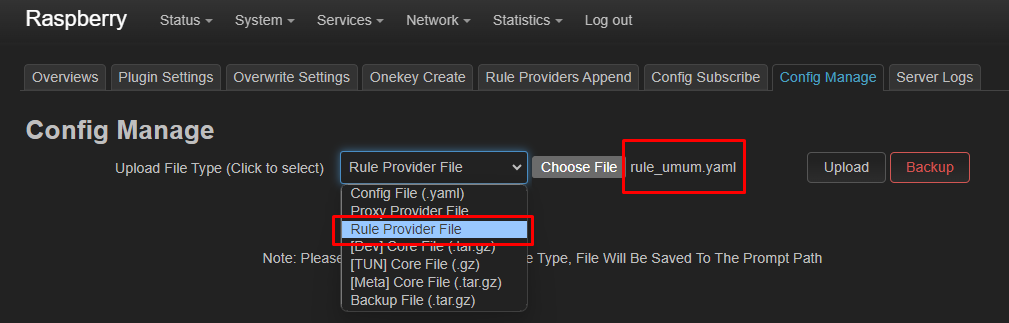 Raspberry Status System Services Network Statistics Log out
Overviews Plugin Settings Overwrite Settings Onekey Create Rule Providers Append Config Subscribe Config Manage Server Logs
Config Manage
Upload File Type (Click to select) Rule Provider File Choose File rule_umum.yaml Upload Backup
Config File (.yaml)
Proxy Provider File
Rule Provider File
[Dev] Core File (.tar.gz)
Note: Please e Type, File Will Be Saved To The Prompt Path
[TUN] Core File (.gz)
[Meta] Core File (.tar.gz)
Backup File (.tar.gz)